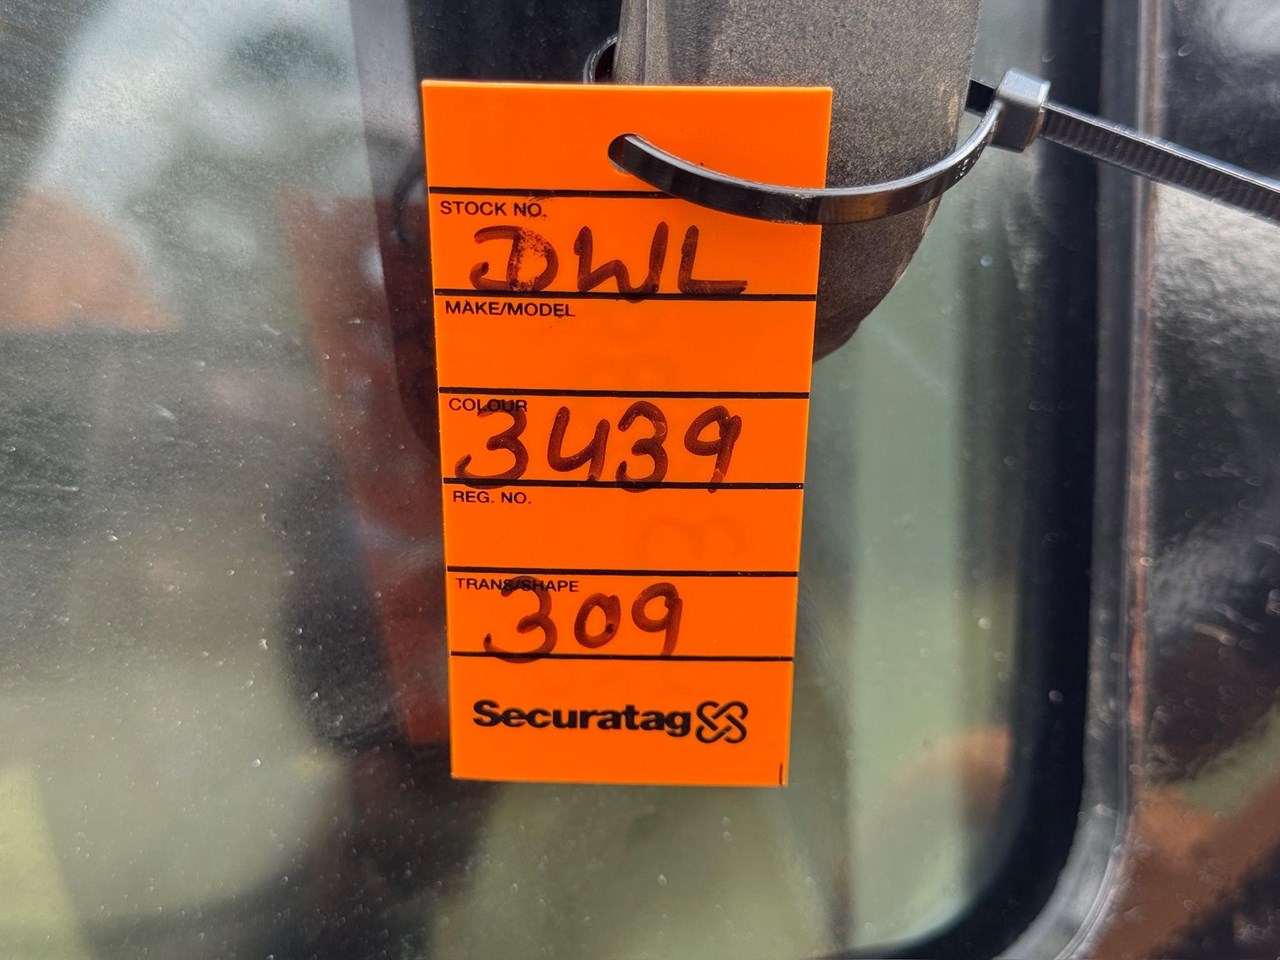 STOCK NO.
DWL
MAKE/MODEL
COLOUR
3439
REG. NO.
TRANS/SHAPE
309
Securatag